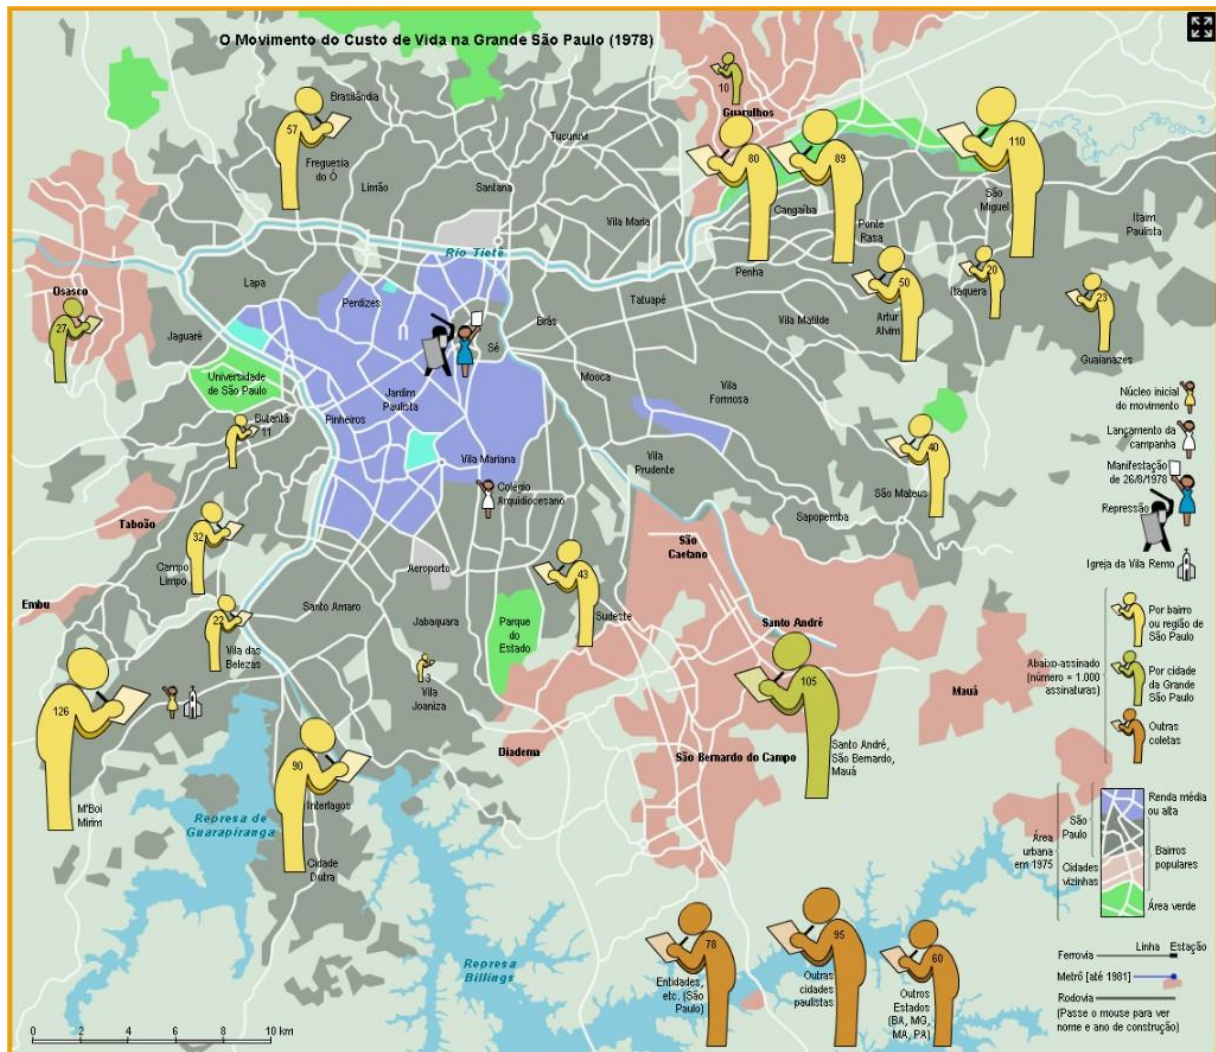 O Movimento do Custo de Vida na Grande São Paulo (1978)
Brasilândia
57
Freguesia
do Ó
Limão
Santana
Tucuruvi
Vila Maria
Rio Tietê
10
Guarulhos
80
89
110
Cangaíba
Ponte
Rasa
São
Miguel
Itaim
Paulista
Penha
50
Artur
Alvim
20
Itaquera
23
Guaianazes
Osasco
27
Lapa
Perdizes
Jaguaré
Sé
Brás
Tatuapé
Vila Matilde
Mooca
Vila
Formosa
Universidade
de São Paulo
Jardim
Paulista
Pinheiros
Butantã
11
Vila Mariana
Colégio
Arquidiocesano
Vila
Prudente
40
São Mateus
Sapopemba
Taboão
32
Campo
Limpo
Aeroporto
São
Caetano
43
Sudeste
Embu
22
Vila das
Belezas
Santo Amaro
Jabaquara
Parque
do
Estado
3
Vila
Joaniza
Santo André
105
Santo André,
São Bernardo,
Mauá
Mauá
Diadema
São Bernardo do Campo
126
M'Boi
Mirim
90
Interlagos
Cidade
Dutra
Represa de
Guarapiranga
Represa
Billings
78
Entidades,
etc. (São
Paulo)
95
Outras
cidades
paulistas
60
Outros
Estados
(BA, MG,
MA, PA)
Núcleo inicial
do movimento
Lançamento da
campanha
Manifestação
de 26/8/1978
Repressão
Igreja da Vila Remo
Abaixo-assinado
(número = 1.000
assinaturas)
Por bairro
ou região de
São Paulo
Por cidade
da Grande
São Paulo
Outras
coletas
Área
urbana
em 1975
São
Paulo
Cidades
vizinhas
Renda média
ou alta
Bairros
populares
Área verde
Linha Estação
Ferrovia
Metrô [até 1981]
Rodovia
(Passe o mouse para ver
nome e ano de construção)
0 2 4 6 8 10 km